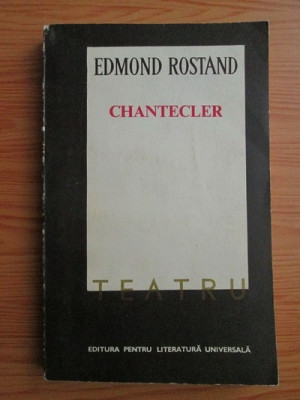 EDMOND ROSTAND
CHANTECLER
TEATRU
EDITURA PENTRU LITERATURĂ UNIVERSALĂ